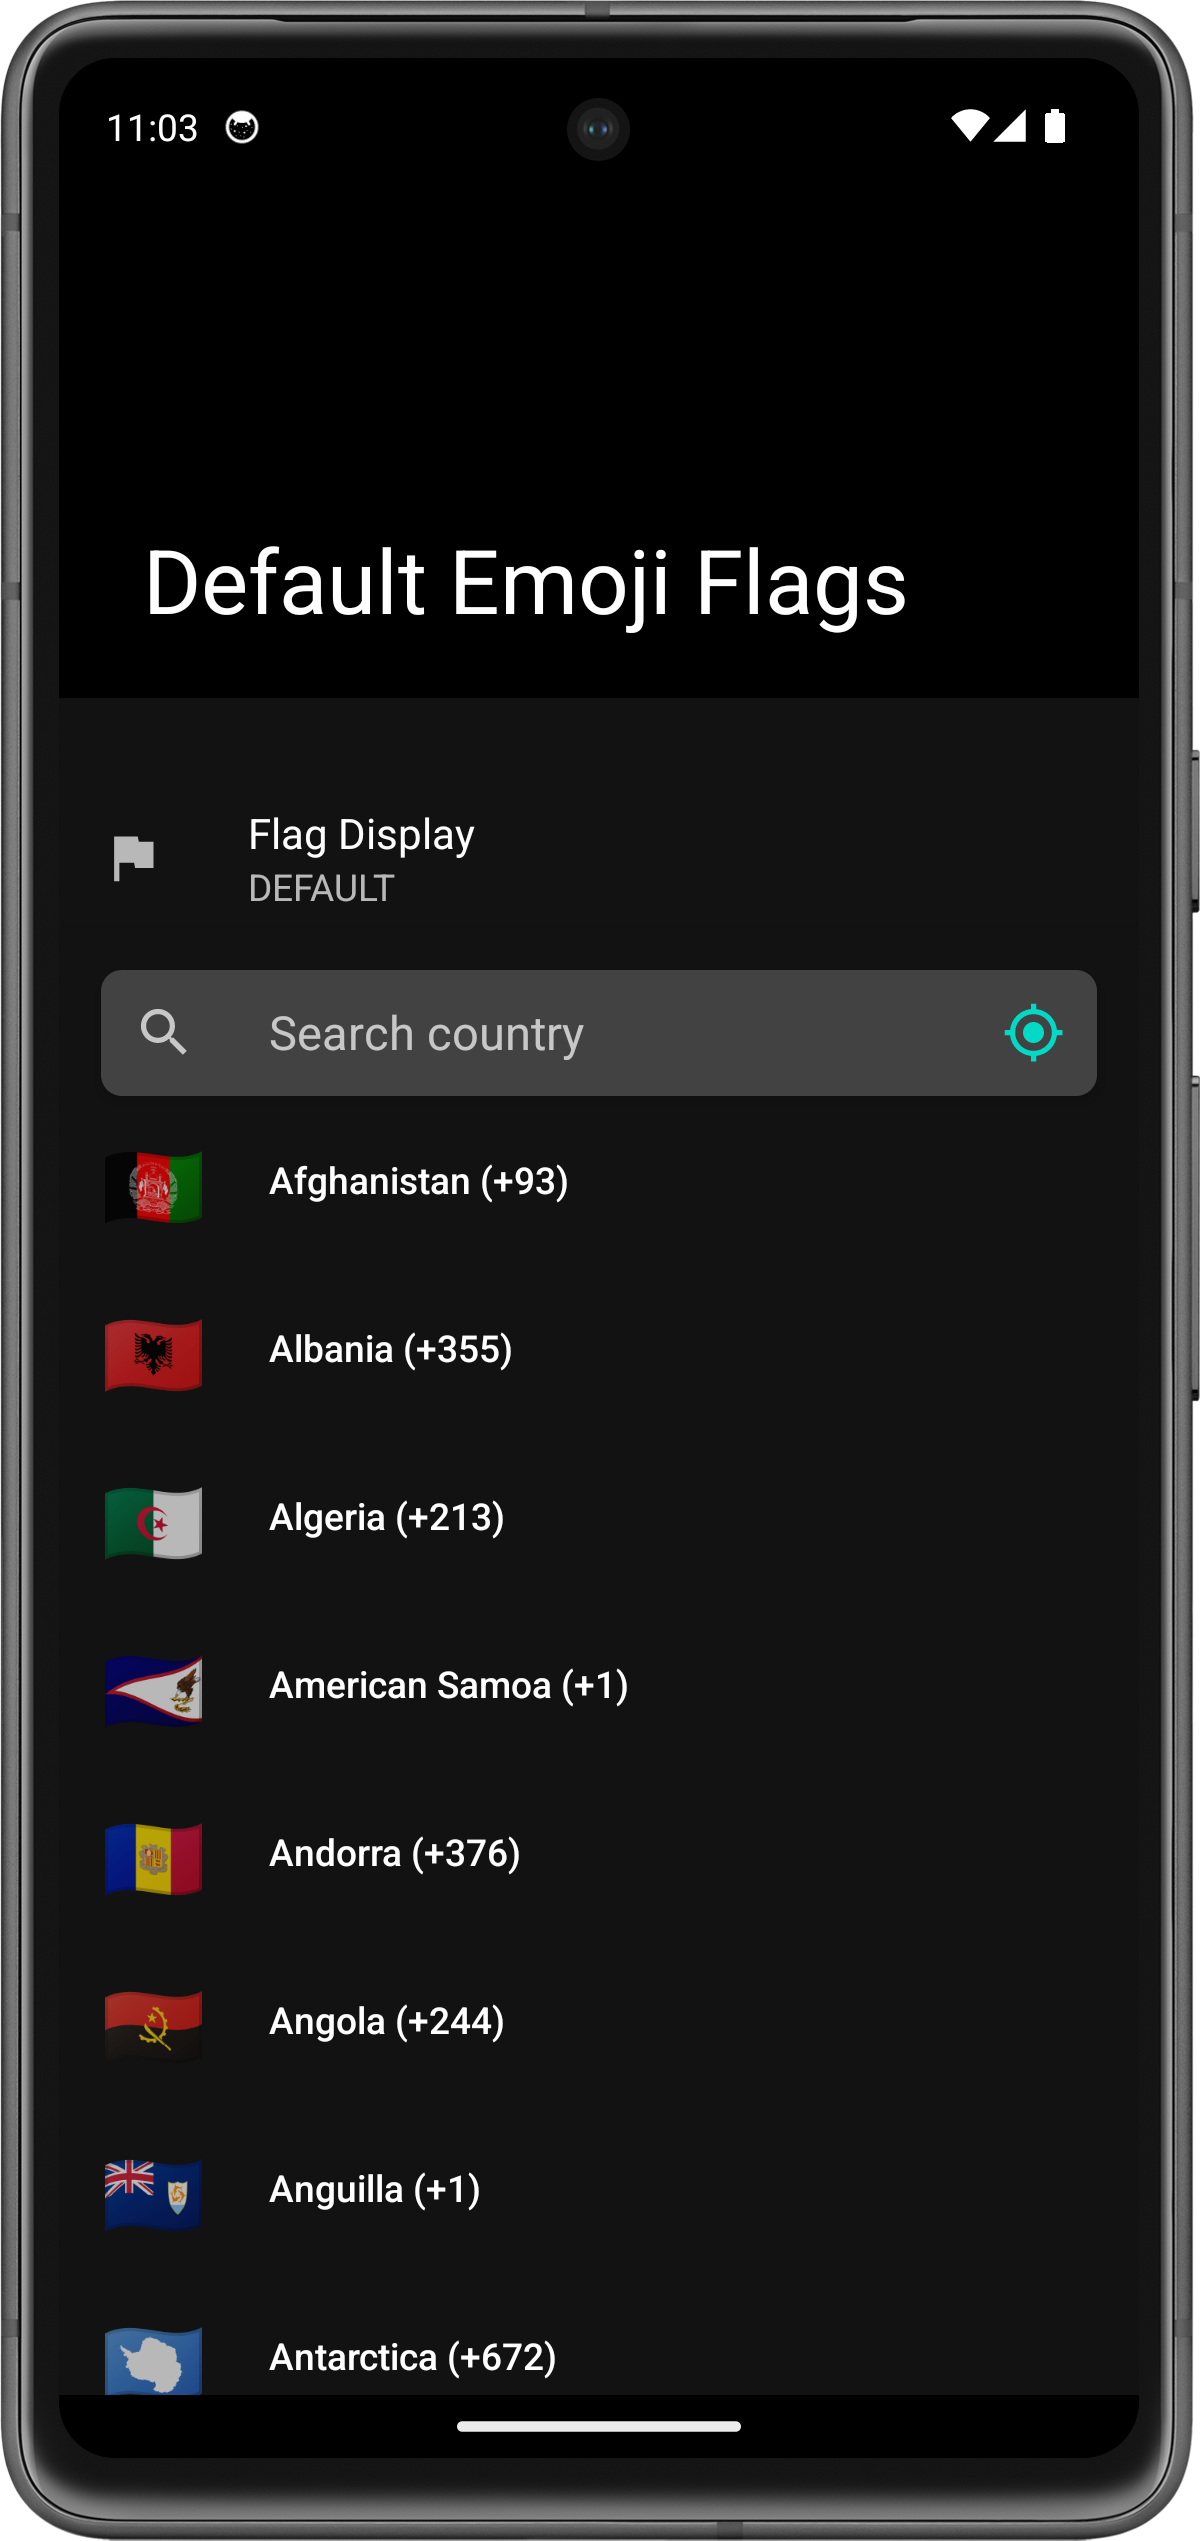 11:03
Default Emoji Flags
Flag Display
DEFAULT
Search country
Afghanistan (+93)
Albania (+355)
Algeria (+213)
American Samoa (+1)
Andorra (+376)
Angola (+244)
Anguilla (+1)
Antarctica (+672)